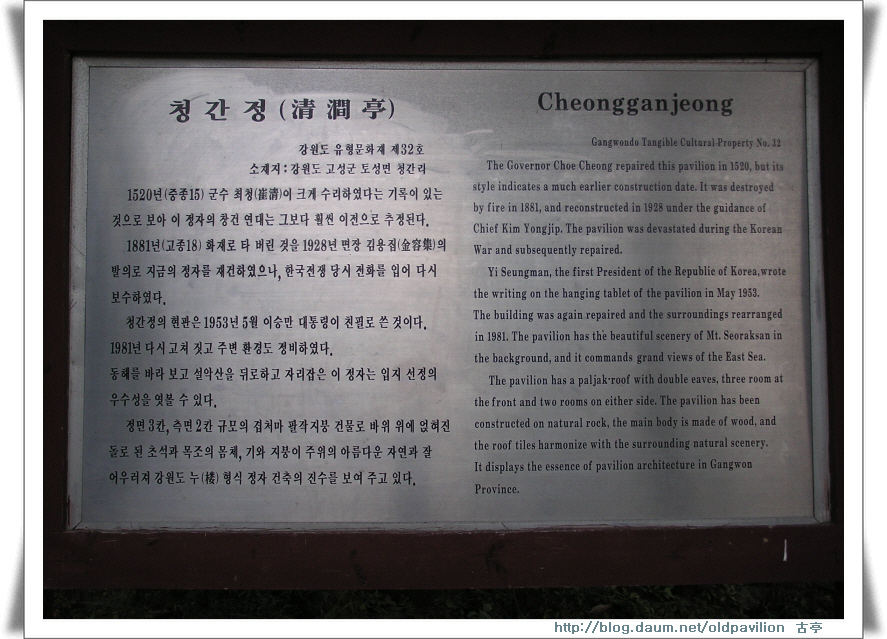 청간정(清澗亭)
강원도 유형문화재 제32호
소재지 : 강원도 고성군 토성면 청간리
1520년(중종15) 군수 최청(崔淸)이 크게 수리하였다는 기록이 있는
것으로 보아 이 정자의 창건 연대는 그보다 훨씬 이전으로 추정된다.
1881년(고종18) 화재로 타 버린 것을 1928년 면장 김용집(金容集)의
발의로 지금의 정자를 재건하였으나, 한국전쟁 당시 전화를 입어 다시
보수하였다.
청간정의 현판은 1953년 5월 이승만 대통령이 친필로 쓴 것이다.
1981년 다시 고쳐 짓고 주변 환경도 정비하였다.
동해를 바라 보고 설악산을 뒤로하고 자리잡은 이 정자는 입지 선정의
우수성을 엿볼 수 있다.
정면 3칸, 측면 2칸 규모의 겹처마 팔각지붕 건물로 바위 위에 얹혀진
돌로 된 초석과 목조의 몸체, 기와 지붕이 주위의 아름다운 자연과 잘
어우러져 강원도 누(楼) 형식 정자 건축의 진수를 보여 주고 있다.
Cheongganjeong
Gangwondo Tangible Cultural Property No. 32
The Governor Choe Cheong repaired this pavilion in 1520, but its
style indicates a much earlier construction date. It was destroyed
by fire in 1881, and reconstructed in 1928 under the guidance of
Chief Kim Yongjip. The pavilion was devastated during the Korean
War and subsequently repaired.
Yi Seungman, the first President of the Republic of Korea,wrote
the writing on the hanging tablet of the pavilion in May 1953.
The building was again repaired and the surroundings rearranged
in 1981. The pavilion has the beautiful scenery of Mt. Seoraksan in
the background, and it commands grand views of the East Sea.
The pavilion has a paljak-roof with double eaves, three room at
the front and two rooms on either side. The pavilion has been
constructed on natural rock, the main body is made of wood, and
the roof tiles harmonize with the surrounding natural scenery.
It displays the essence of pavilion architecture in Gangwon
Province.
http://blog.daum.net/oldpavilion 古亭